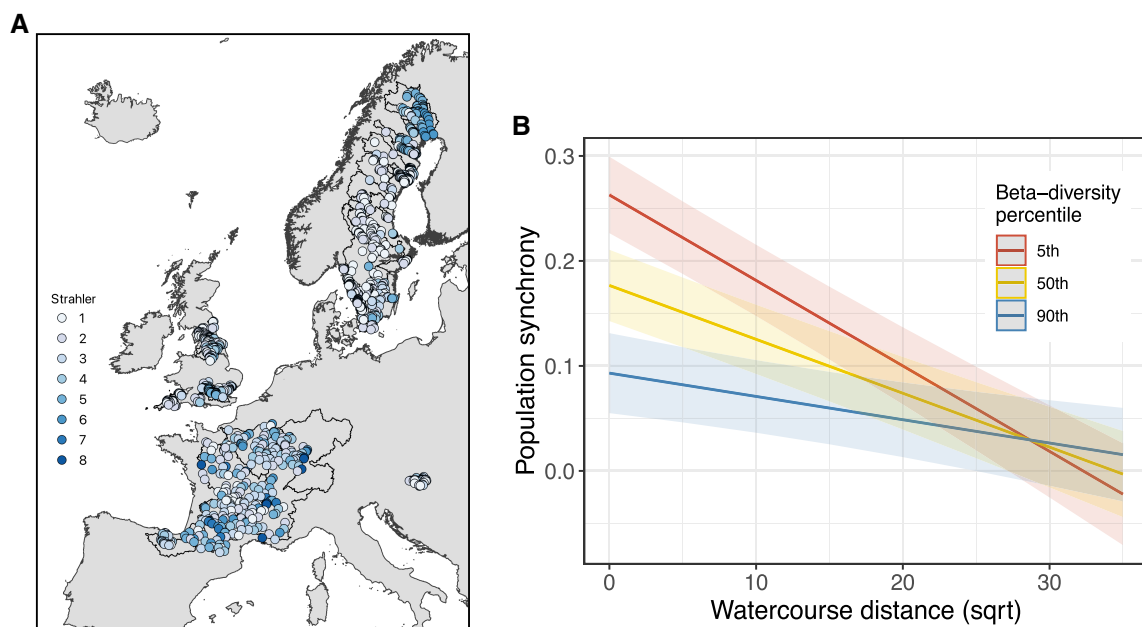 A
Strahler
1
2
3
4
5
6
7
8
B
Population synchrony
0.3
0.2
0.1
0.0
0
10
20
30
Watercourse distance (sqrt)
Beta−diversity
percentile
5th
50th
90th